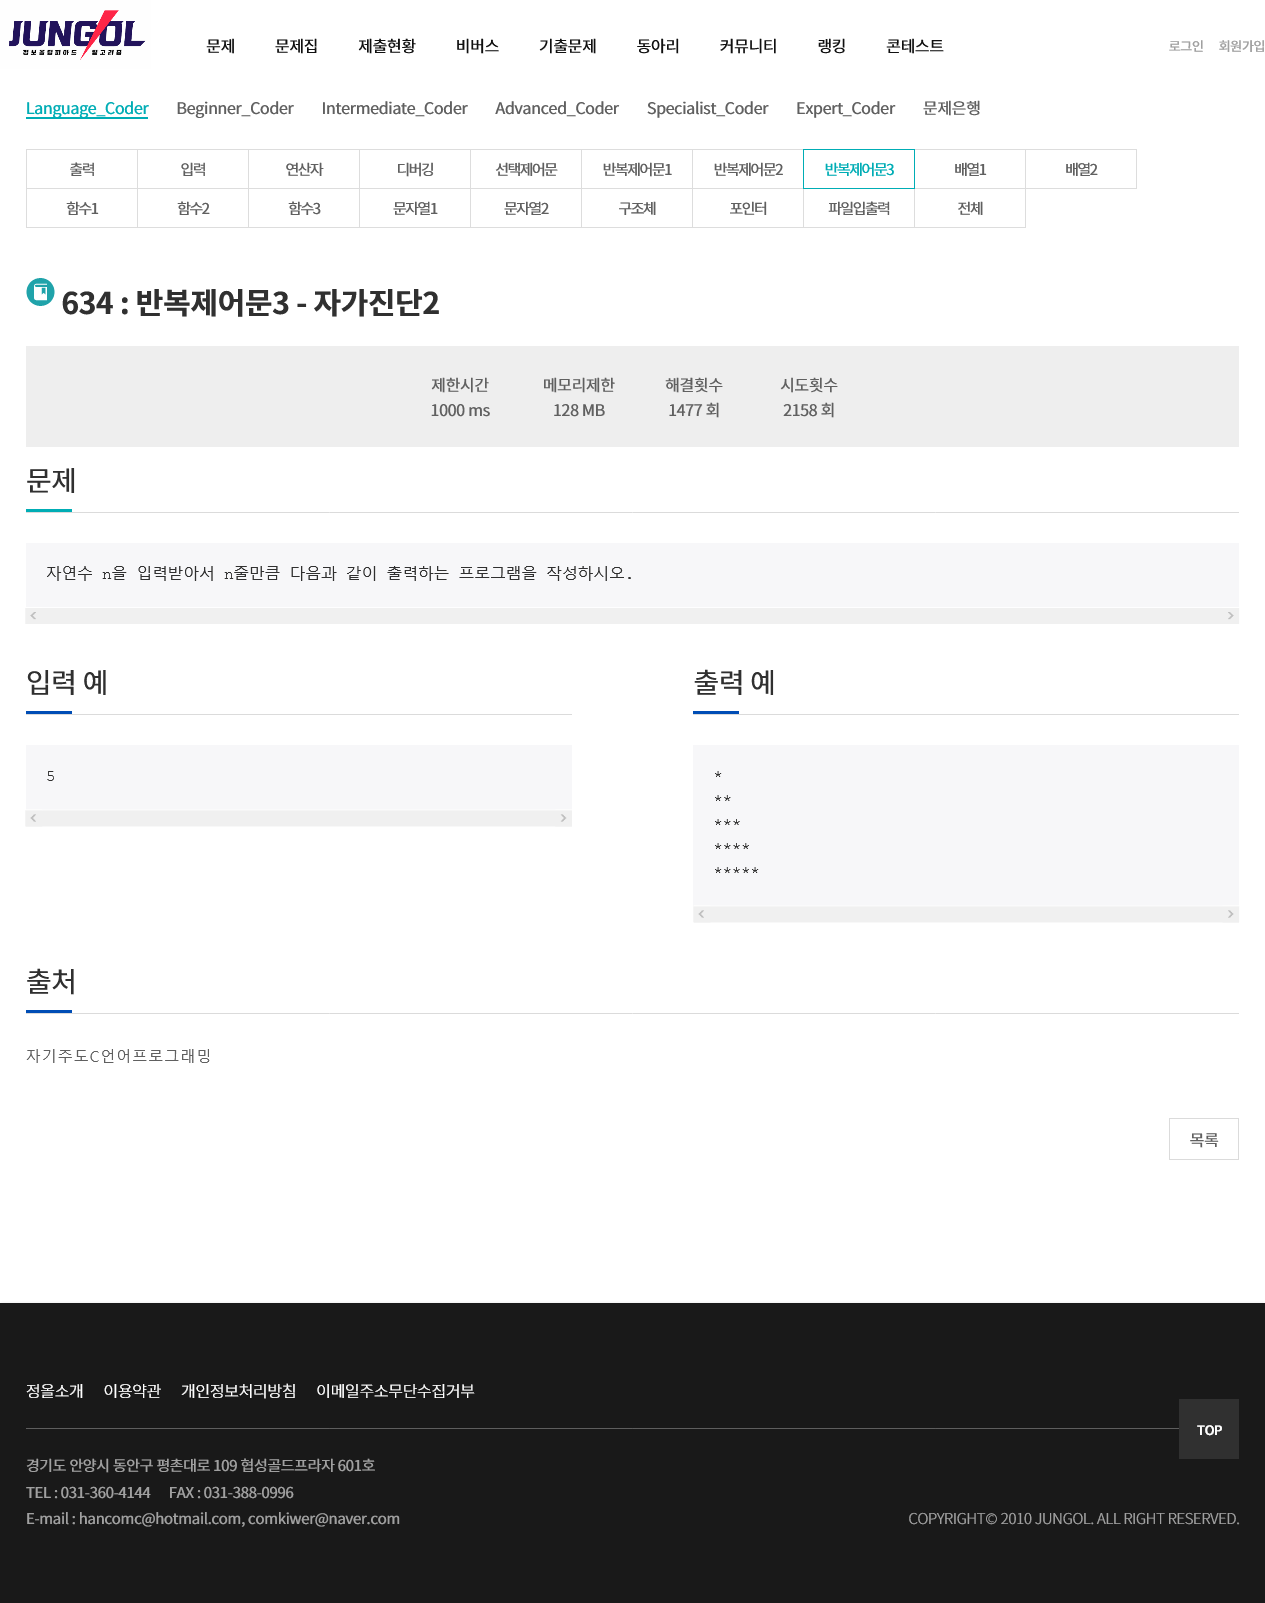 JUNGOL
정보올림피아드 알고리즘
문제 문제집 제출현황 비버스 기출문제 동아리 커뮤니티 랭킹 콘테스트 로그인 회원가입
Language_Coder Beginner_Coder Intermediate_Coder Advanced_Coder Specialist_Coder Expert_Coder 문제은행
출력 입력 연산자 디버깅 선택제어문 반복제어문1 반복제어문2 반복제어문3 배열1 배열2
함수1 함수2 함수3 문자열1 문자열2 구조체 포인터 파일입출력 전체
634 : 반복제어문3 - 자가진단2
제한시간 메모리제한 해결횟수 시도횟수
1000 ms 128 MB 1477 회 2158 회
문제
자연수 n을 입력받아서 n줄만큼 다음과 같이 출력하는 프로그램을 작성하시오.
입력 예
5
출력 예
*
**
***
****
*****
출처
자기주도C언어프로그래밍
목록
정올소개 이용약관 개인정보처리방침 이메일주소무단수집거부
TOP
경기도 안양시 동안구 평촌대로 109 협성골드프라자 601호
TEL : 031-360-4144 FAX : 031-388-0996
E-mail : hancomc@hotmail.com, comkiwer@naver.com
COPYRIGHT© 2010 JUNGOL. ALL RIGHT RESERVED.